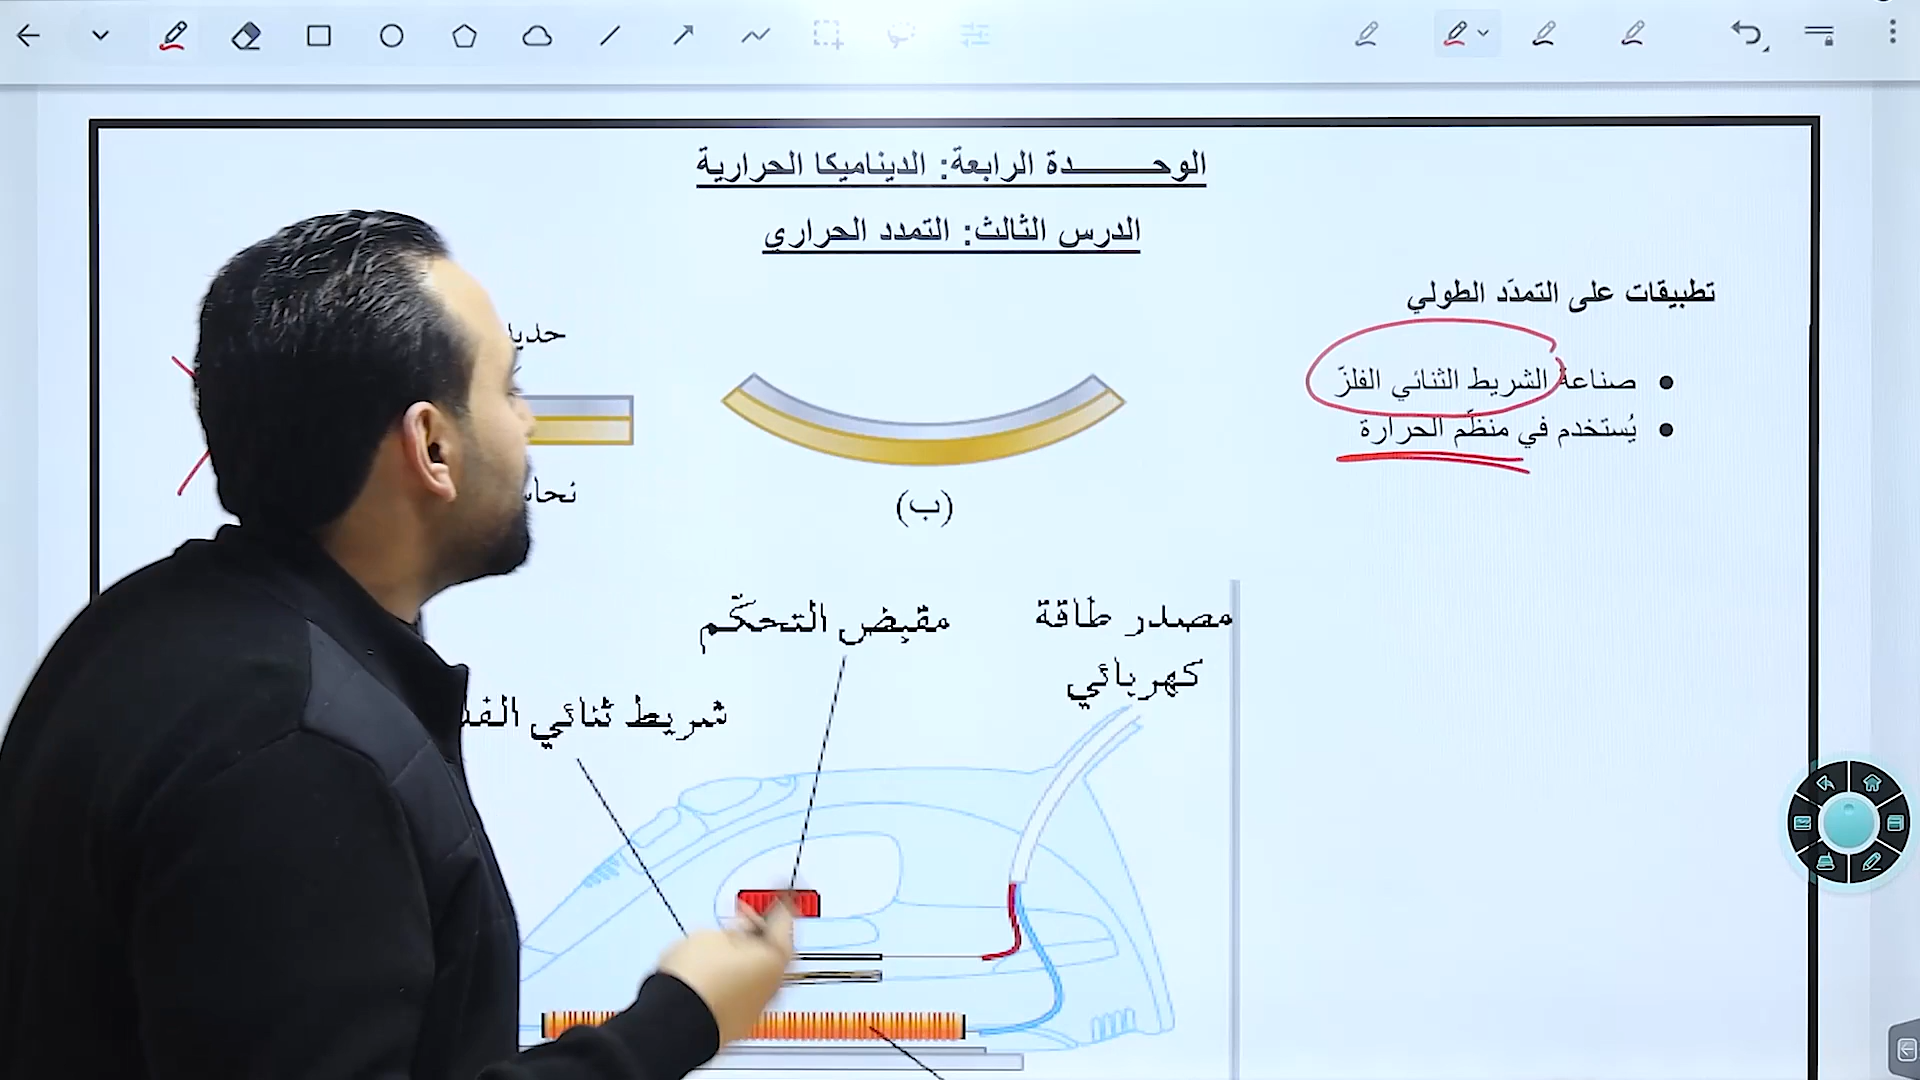 الوحـــــــدة الرابعة: الديناميكا الحرارية
الدرس الثالث: التمدد الحراري
تطبيقات على التمدّد الطولي
صناعة الشريط الثنائي الفلزّ
يُستخدم في منظّم الحرارة
(ب)
مقبض التحكّم
مصدر طاقة
كهربائي
شريط ثنائي